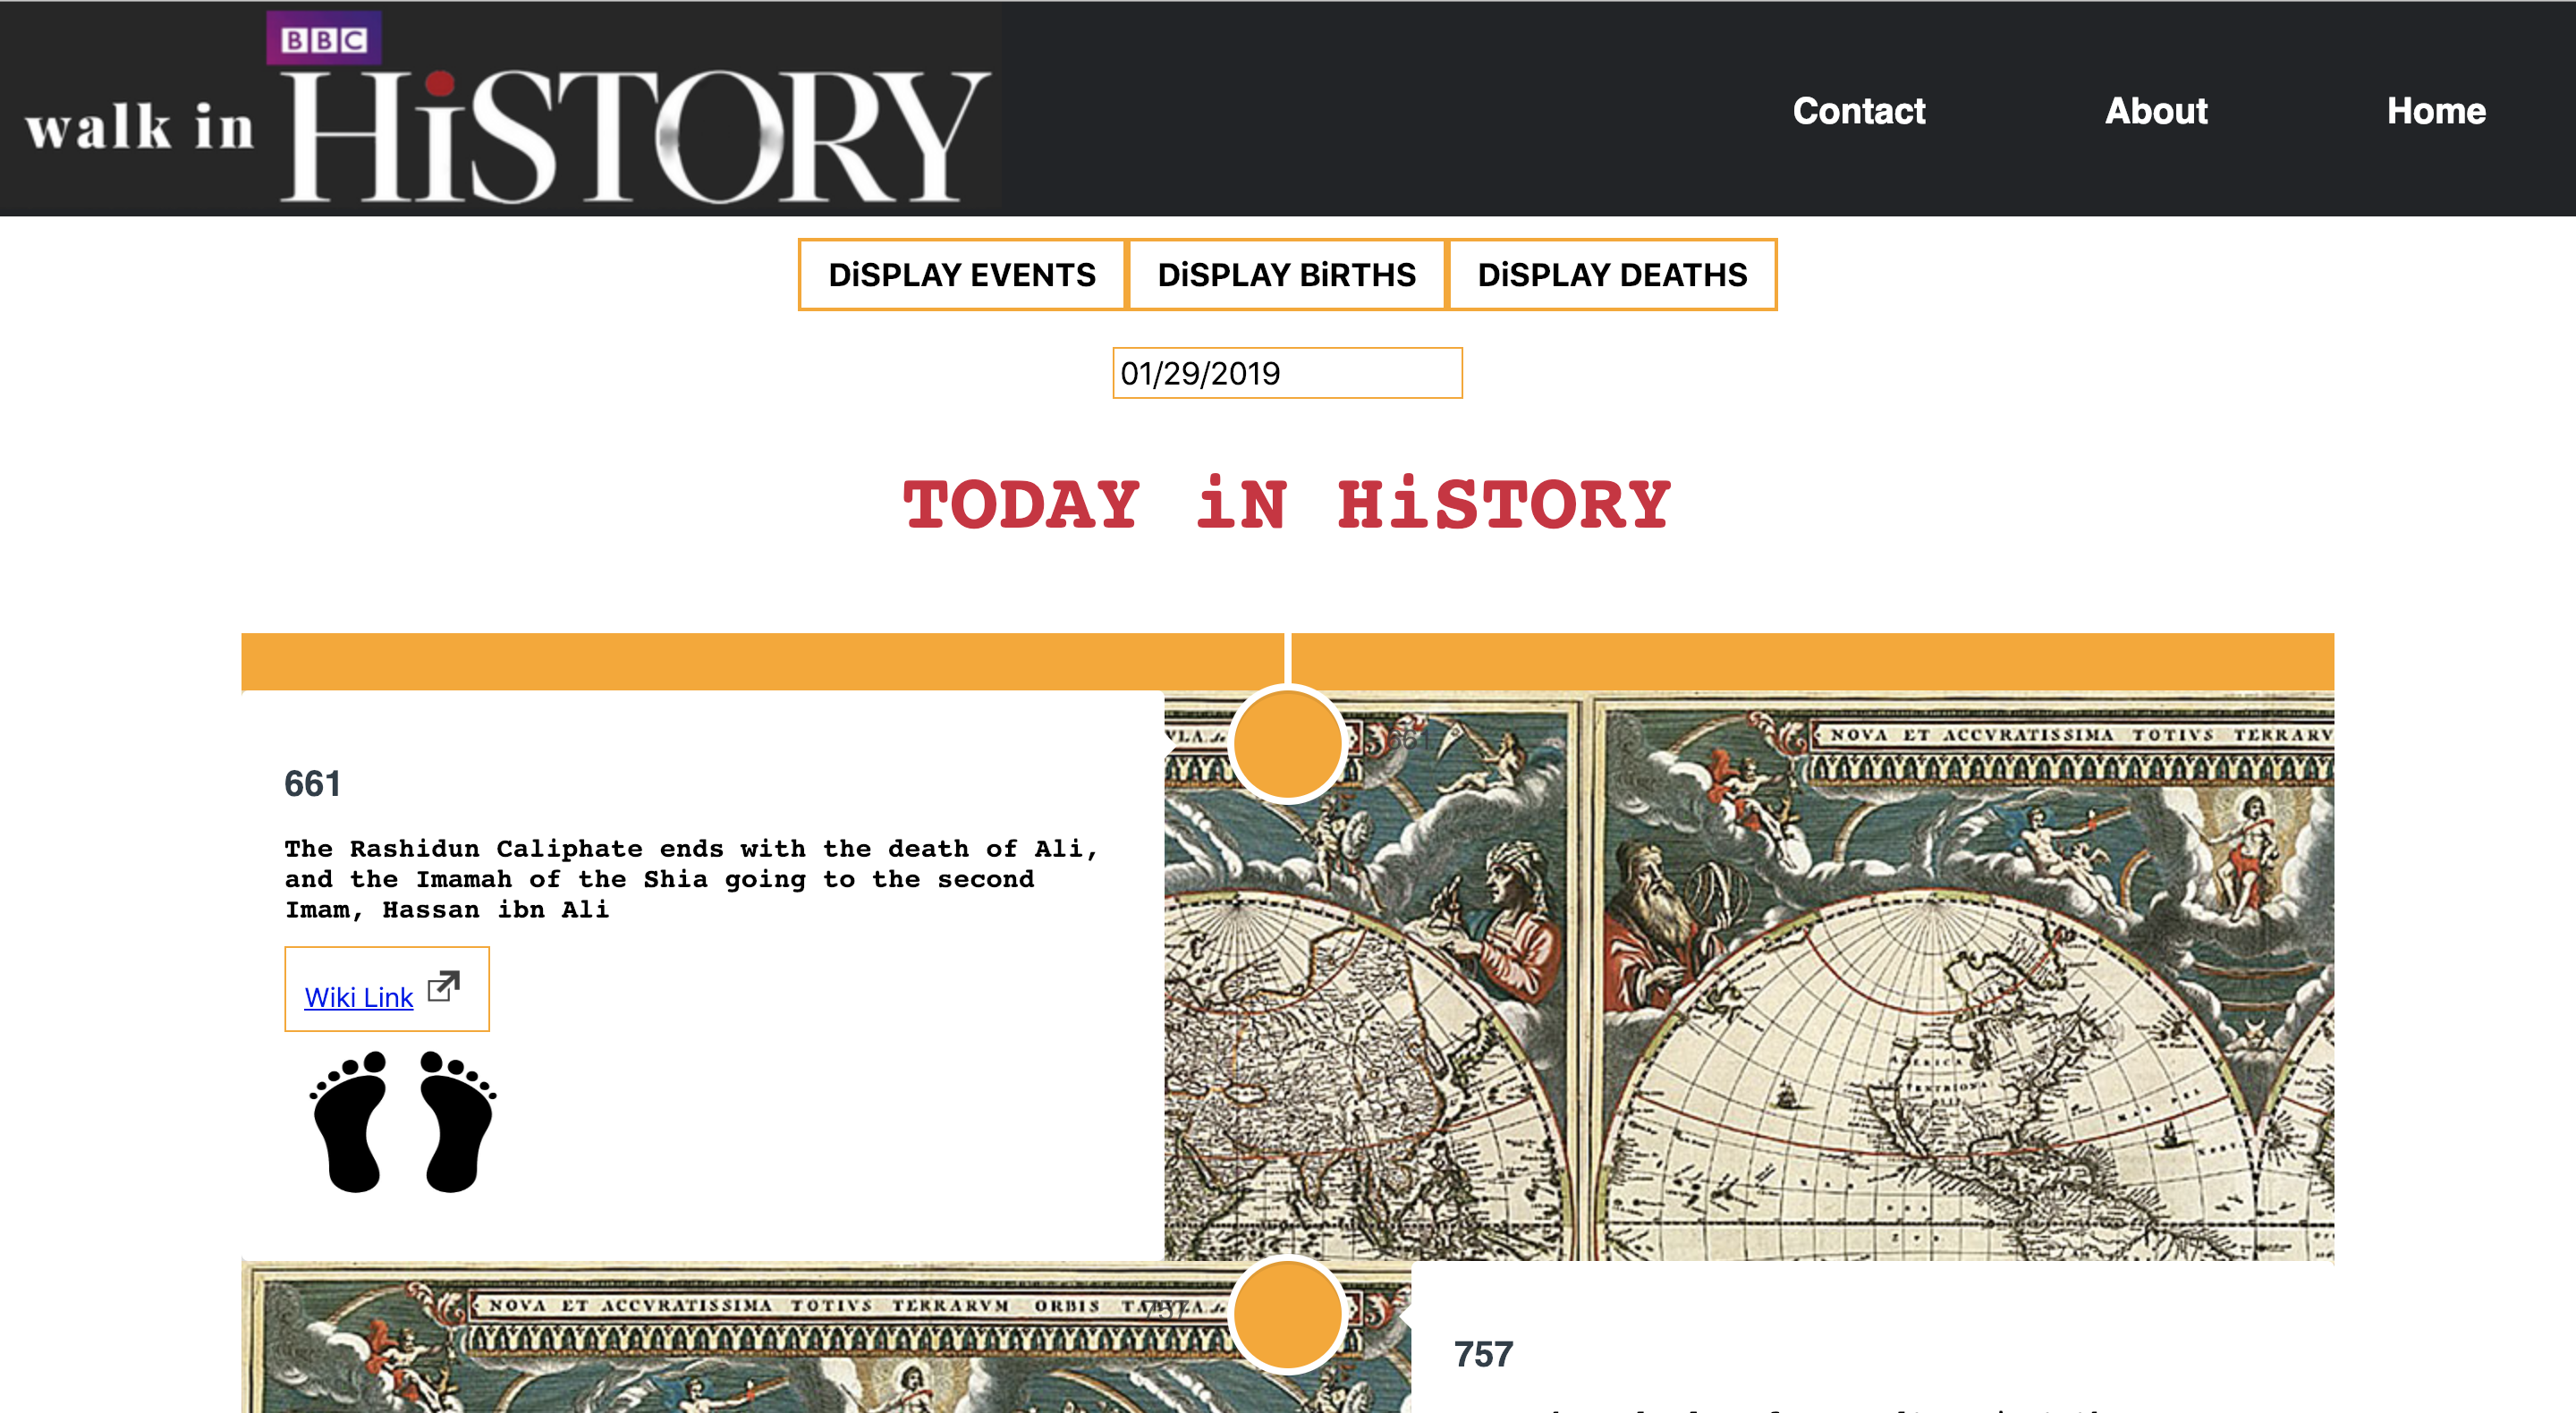 BBC
walk in HiSTORY
Contact About Home
DiSPLAY EVENTS DiSPLAY BiRTHS DiSPLAY DEATHS
01/29/2019
TODAY iN HiSTORY
661
NOVA ET ACCVRATISSIMA TOTIVS TERRARV
661
The Rashidun Caliphate ends with the death of Ali,
and the Imamah of the Shia going to the second
Imam, Hassan ibn Ali
Wiki Link
AMERICA
NOVA ET ACCVRATISSIMA TOTIVS TERRARVM ORBIS
757
757